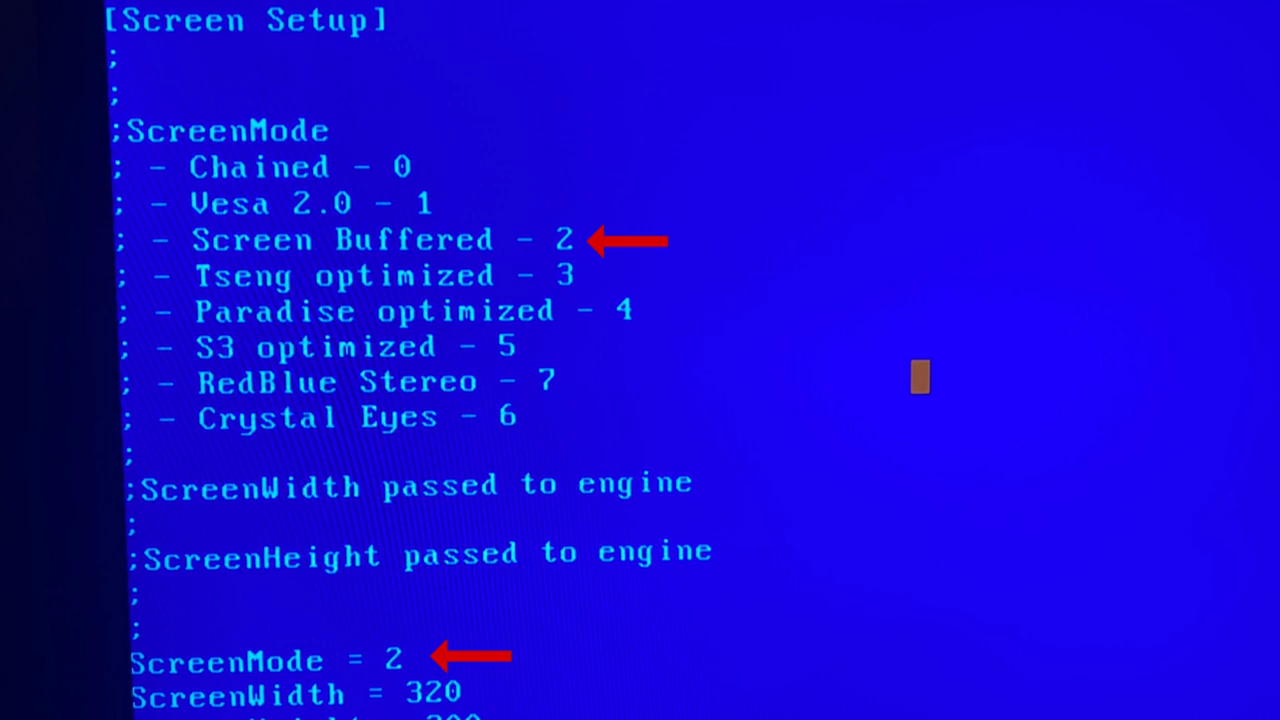 [Screen Setup]
;
;
;ScreenMode
; - Chained - 0
; - Vesa 2.0 - 1
; - Screen Buffered - 2
; - Tseng optimized - 3
; - Paradise optimized - 4
; - S3 optimized - 5
; - RedBlue Stereo - 7
; - Crystal Eyes - 6
;
;ScreenWidth passed to engine
;
;ScreenHeight passed to engine
;
;
ScreenMode = 2
ScreenWidth = 320